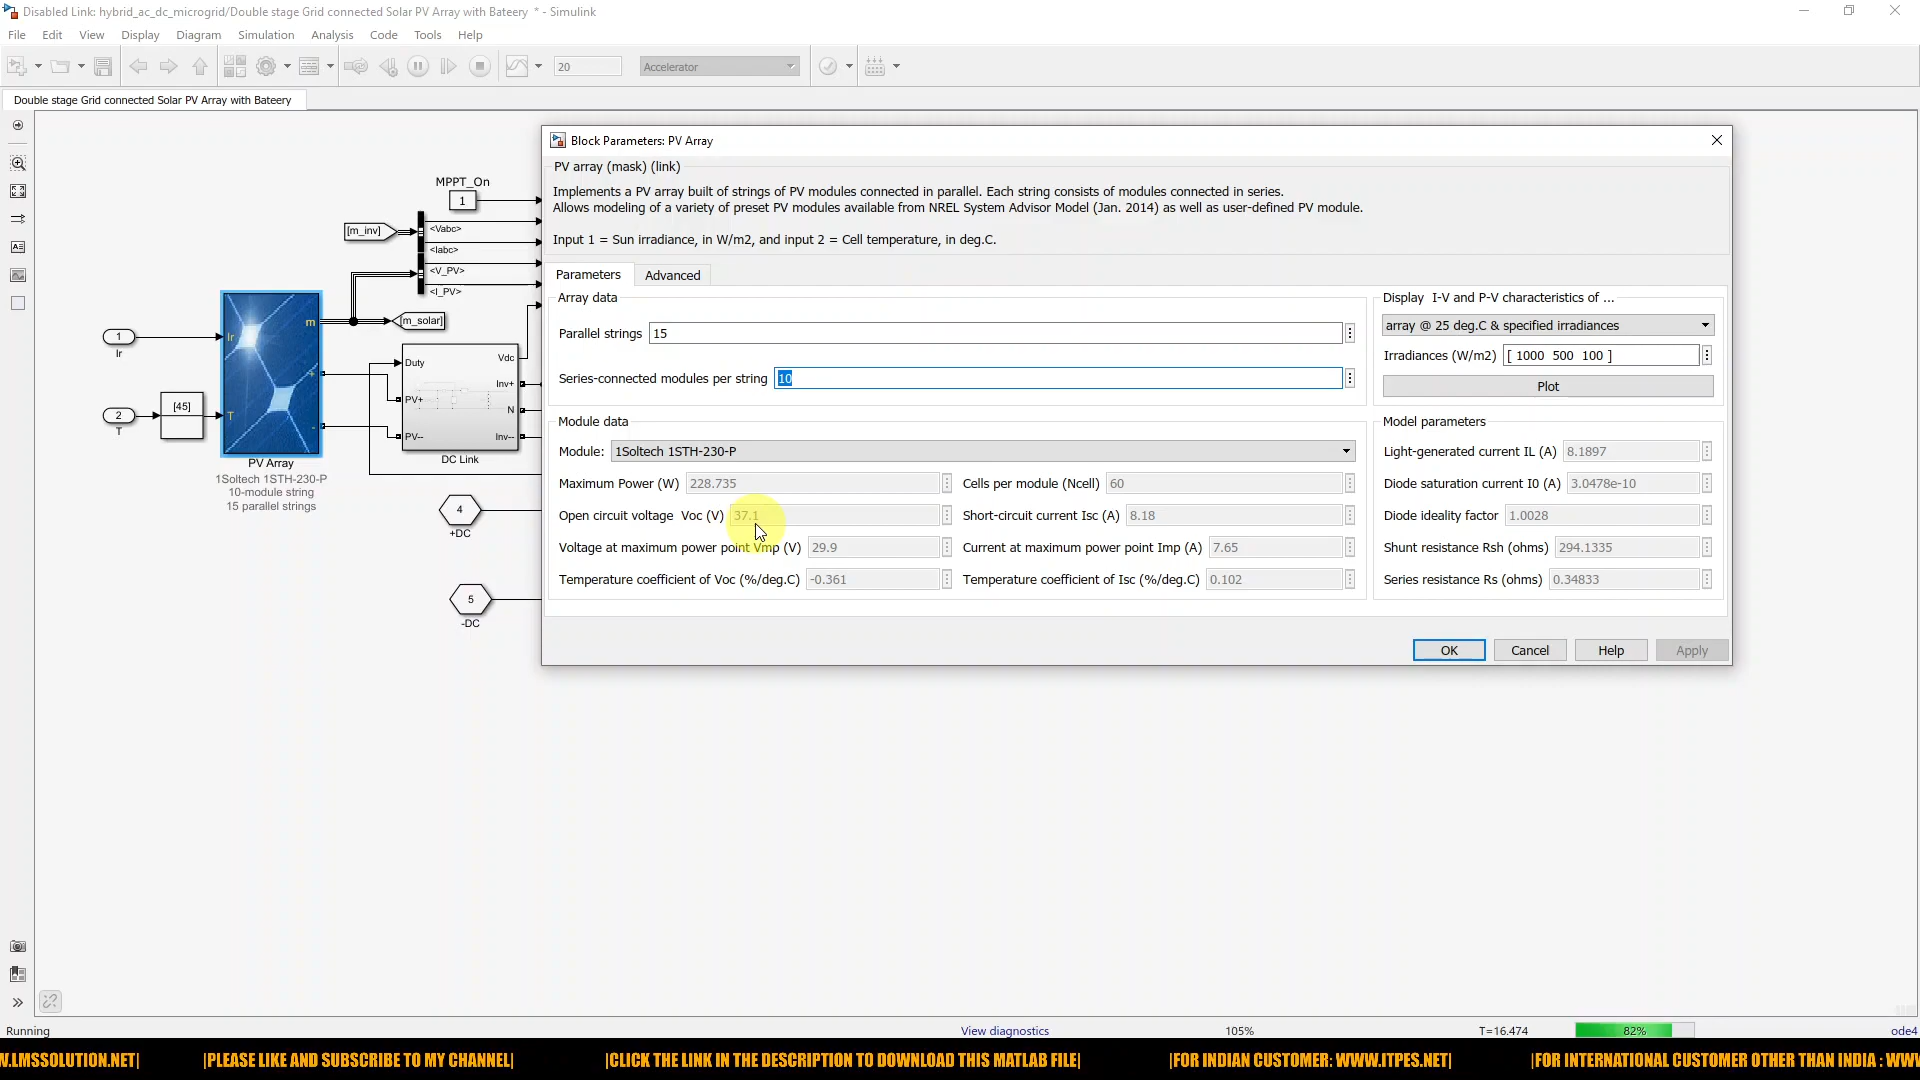 Disabled Link: hybrid_ac_dc_microgrid/Double stage Grid connected Solar PV Array with Bateery * - Simulink
File Edit View Display Diagram Simulation Analysis Code Tools Help
20
Accelerator
Double stage Grid connected Solar PV Array with Bateery
MPPT_On
1
[m_inv]
<Vabc>
<Iabc>
<V_PV>
<I_PV>
[m_solar]
1
Ir
2
T
[45]
Ir
T
m
+
-
PV Array
1Soltech 1STH-230-P
10-module string
15 parallel strings
Duty
PV+
PV--
Vdc
Inv+
N
Inv--
DC Link
4
+DC
5
-DC
Block Parameters: PV Array
PV array (mask) (link)
Implements a PV array built of strings of PV modules connected in parallel. Each string consists of modules connected in series.
Allows modeling of a variety of preset PV modules available from NREL System Advisor Model (Jan. 2014) as well as user-defined PV module.
Input 1 = Sun irradiance, in W/m2, and input 2 = Cell temperature, in deg.C.
Parameters Advanced
Array data
Parallel strings 15
Series-connected modules per string 10
Display I-V and P-V characteristics of ...
array @ 25 deg.C & specified irradiances
Irradiances (W/m2) [ 1000 500 100 ]
Plot
Module data
Module: 1Soltech 1STH-230-P
Maximum Power (W) 228.735
Cells per module (Ncell) 60
Open circuit voltage Voc (V) 37.1
Short-circuit current Isc (A) 8.18
Voltage at maximum power point Vmp (V) 29.9
Current at maximum power point Imp (A) 7.65
Temperature coefficient of Voc (%/deg.C) -0.361
Temperature coefficient of Isc (%/deg.C) 0.102
Model parameters
Light-generated current IL (A) 8.1897
Diode saturation current I0 (A) 3.0478e-10
Diode ideality factor 1.0028
Shunt resistance Rsh (ohms) 294.1335
Series resistance Rs (ohms) 0.34833
OK Cancel Help Apply
Running View diagnostics 105% T=16.474 82% ode4
W.LMSSOLUTION.NET| |PLEASE LIKE AND SUBSCRIBE TO MY CHANNEL| |CLICK THE LINK IN THE DESCRIPTION TO DOWNLOAD THIS MATLAB FILE| |FOR INDIAN CUSTOMER: WWW.ITPES.NET| |FOR INTERNATIONAL CUSTOMER OTHER THAN INDIA : WWW